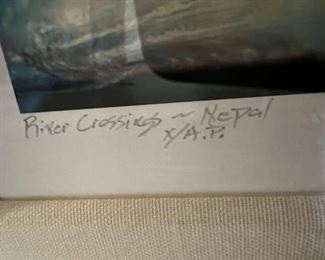 River Crossings ~ Nepal
x/A.P.